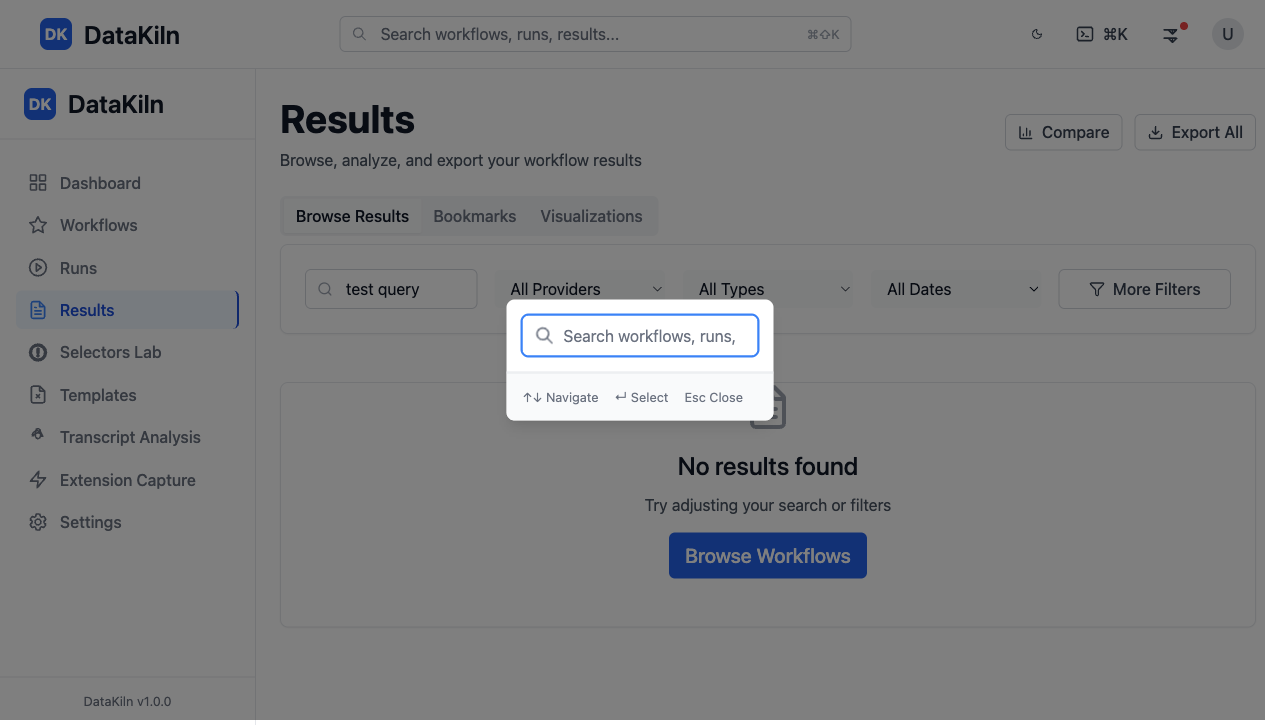 DK DataKiln
Search workflows, runs, results... ⌘⇧K
⌘K
U
DK DataKiln
Dashboard
Workflows
Runs
Results
Selectors Lab
Templates
Transcript Analysis
Extension Capture
Settings
DataKiln v1.0.0
Results
Browse, analyze, and export your workflow results
Compare
Export All
Browse Results
Bookmarks
Visualizations
test query
All Providers
All Types
All Dates
More Filters
Search workflows, runs,
↑↓ Navigate
↵ Select
Esc Close
No results found
Try adjusting your search or filters
Browse Workflows